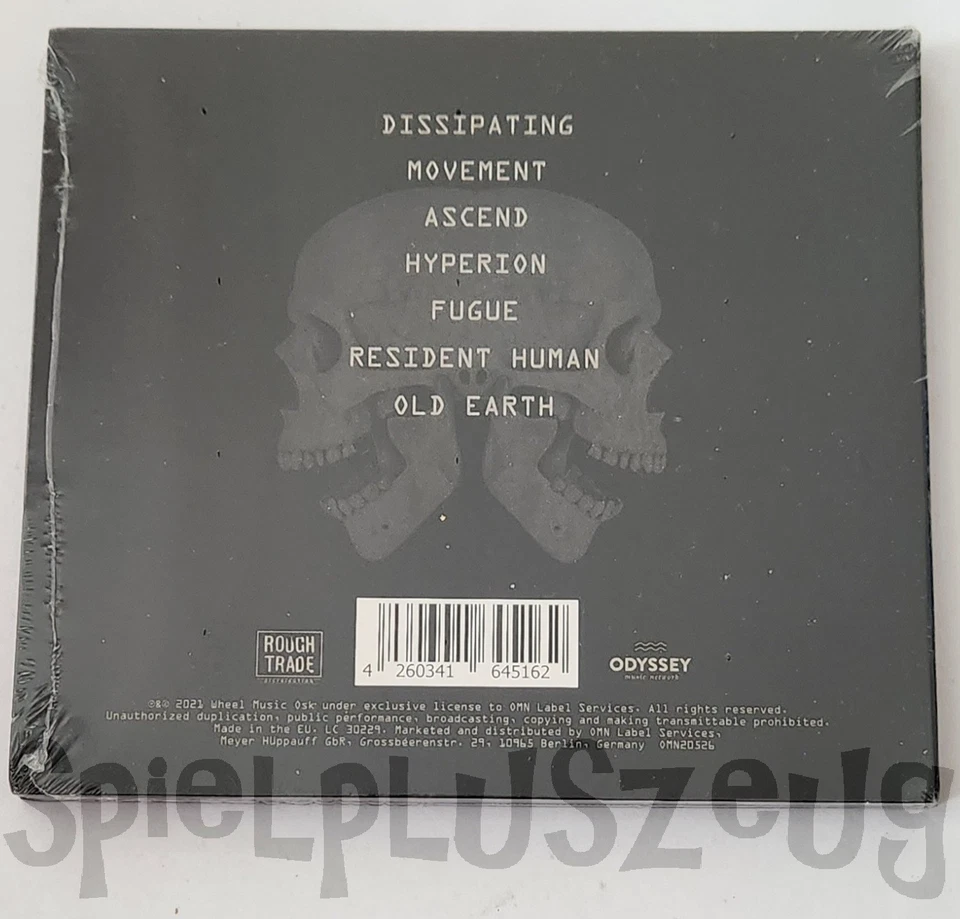 DISSIPATING
MOVEMENT
ASCEND
HYPERION
FUGUE
RESIDENT HUMAN
OLD EARTH
ROUGH
TRADE
DISTRIBUTION
4 260341 645162
ODYSSEY
music network
℗&© 2021 Wheel Music Osk under exclusive license to OMN Label Services. All rights reserved.
Unauthorized duplication, public performance, broadcasting, copying and making transmittable prohibited.
Made in the EU. LC 30229. Marketed and distributed by OMN Label Services,
Meyer Hüppauff GbR, Grossbeerenstr. 29, 10965 Berlin, Germany OMN20526
SPIELPLUSZEUG